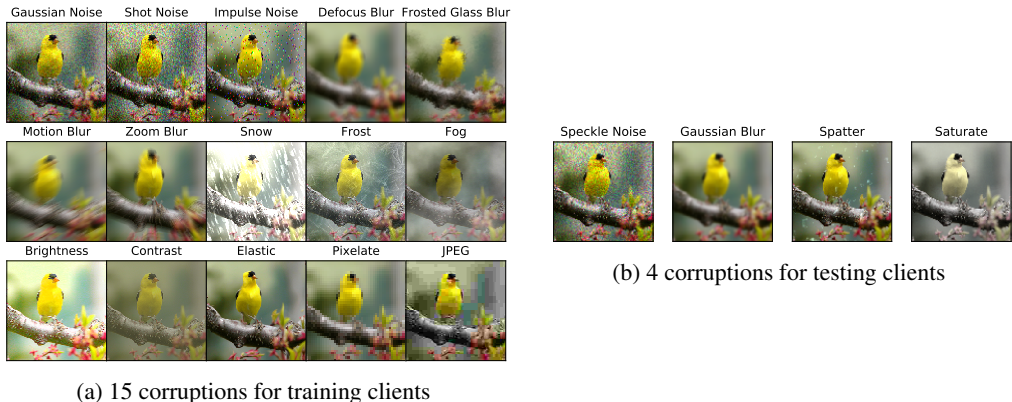 Gaussian Noise Shot Noise Impulse Noise Defocus Blur Frosted Glass Blur
Motion Blur Zoom Blur Snow Frost Fog
Brightness Contrast Elastic Pixelate JPEG
(a) 15 corruptions for training clients
Speckle Noise Gaussian Blur Spatter Saturate
(b) 4 corruptions for testing clients